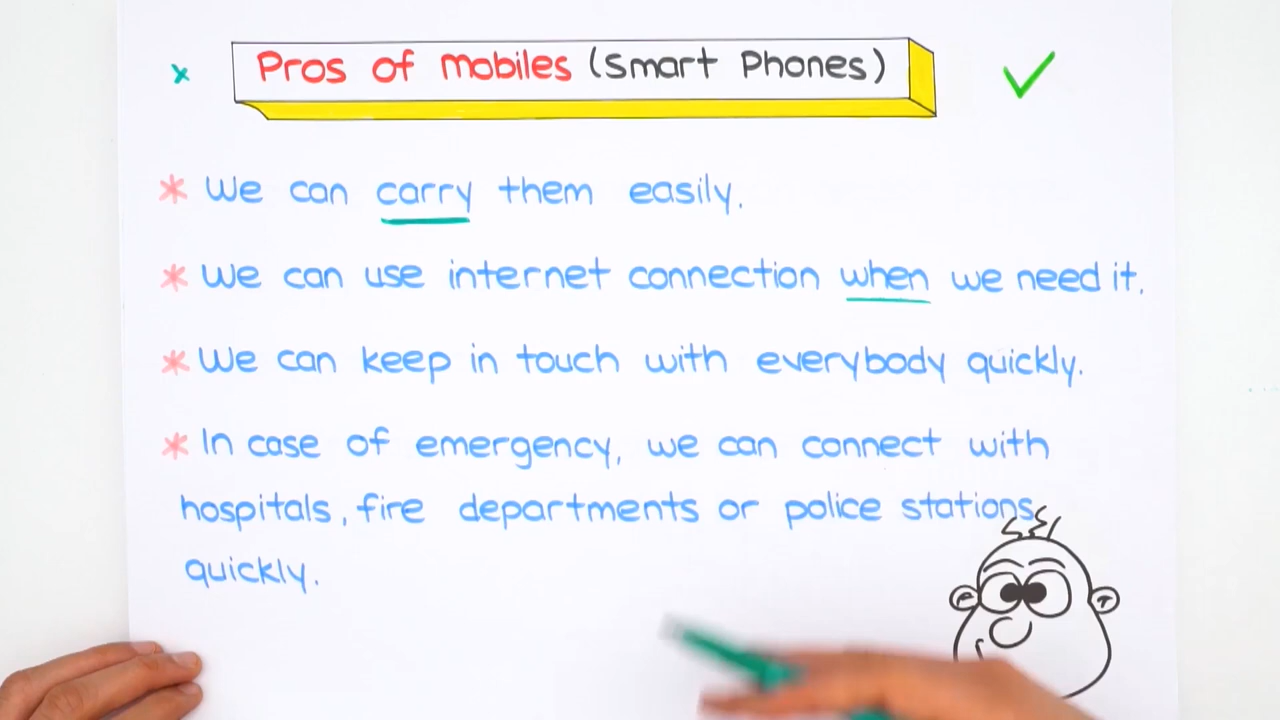 Pros of mobiles (Smart Phones)
We can carry them easily.
We can use internet connection when we need it.
We can keep in touch with everybody quickly.
In case of emergency, we can connect with
hospitals, fire departments or police stations
quickly.